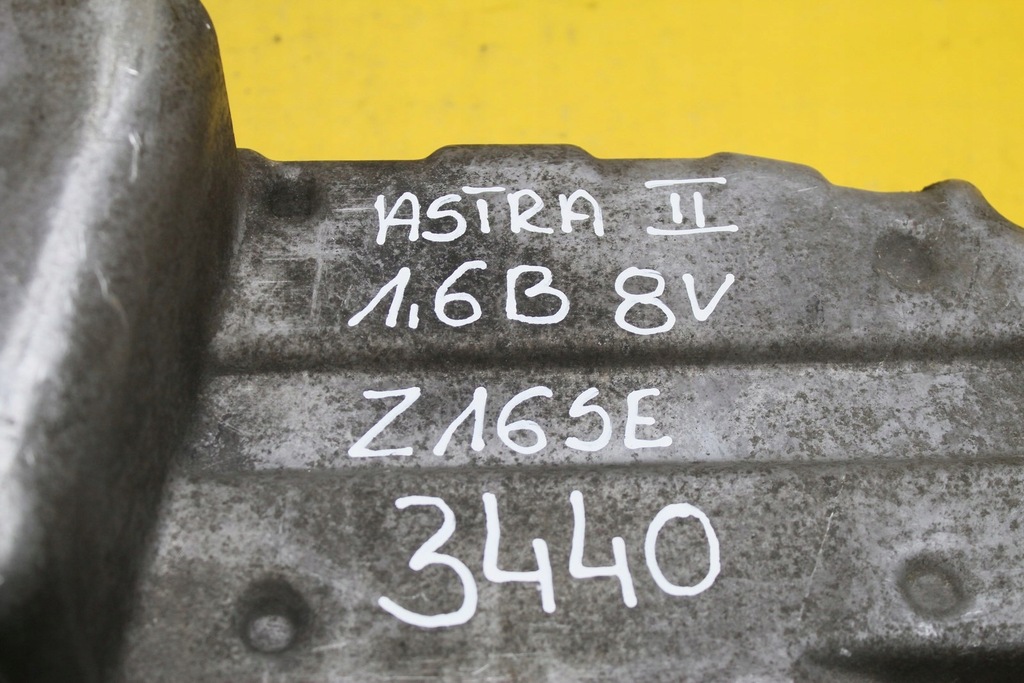 ASTRA II
1,6B 8V
Z16SE
3440